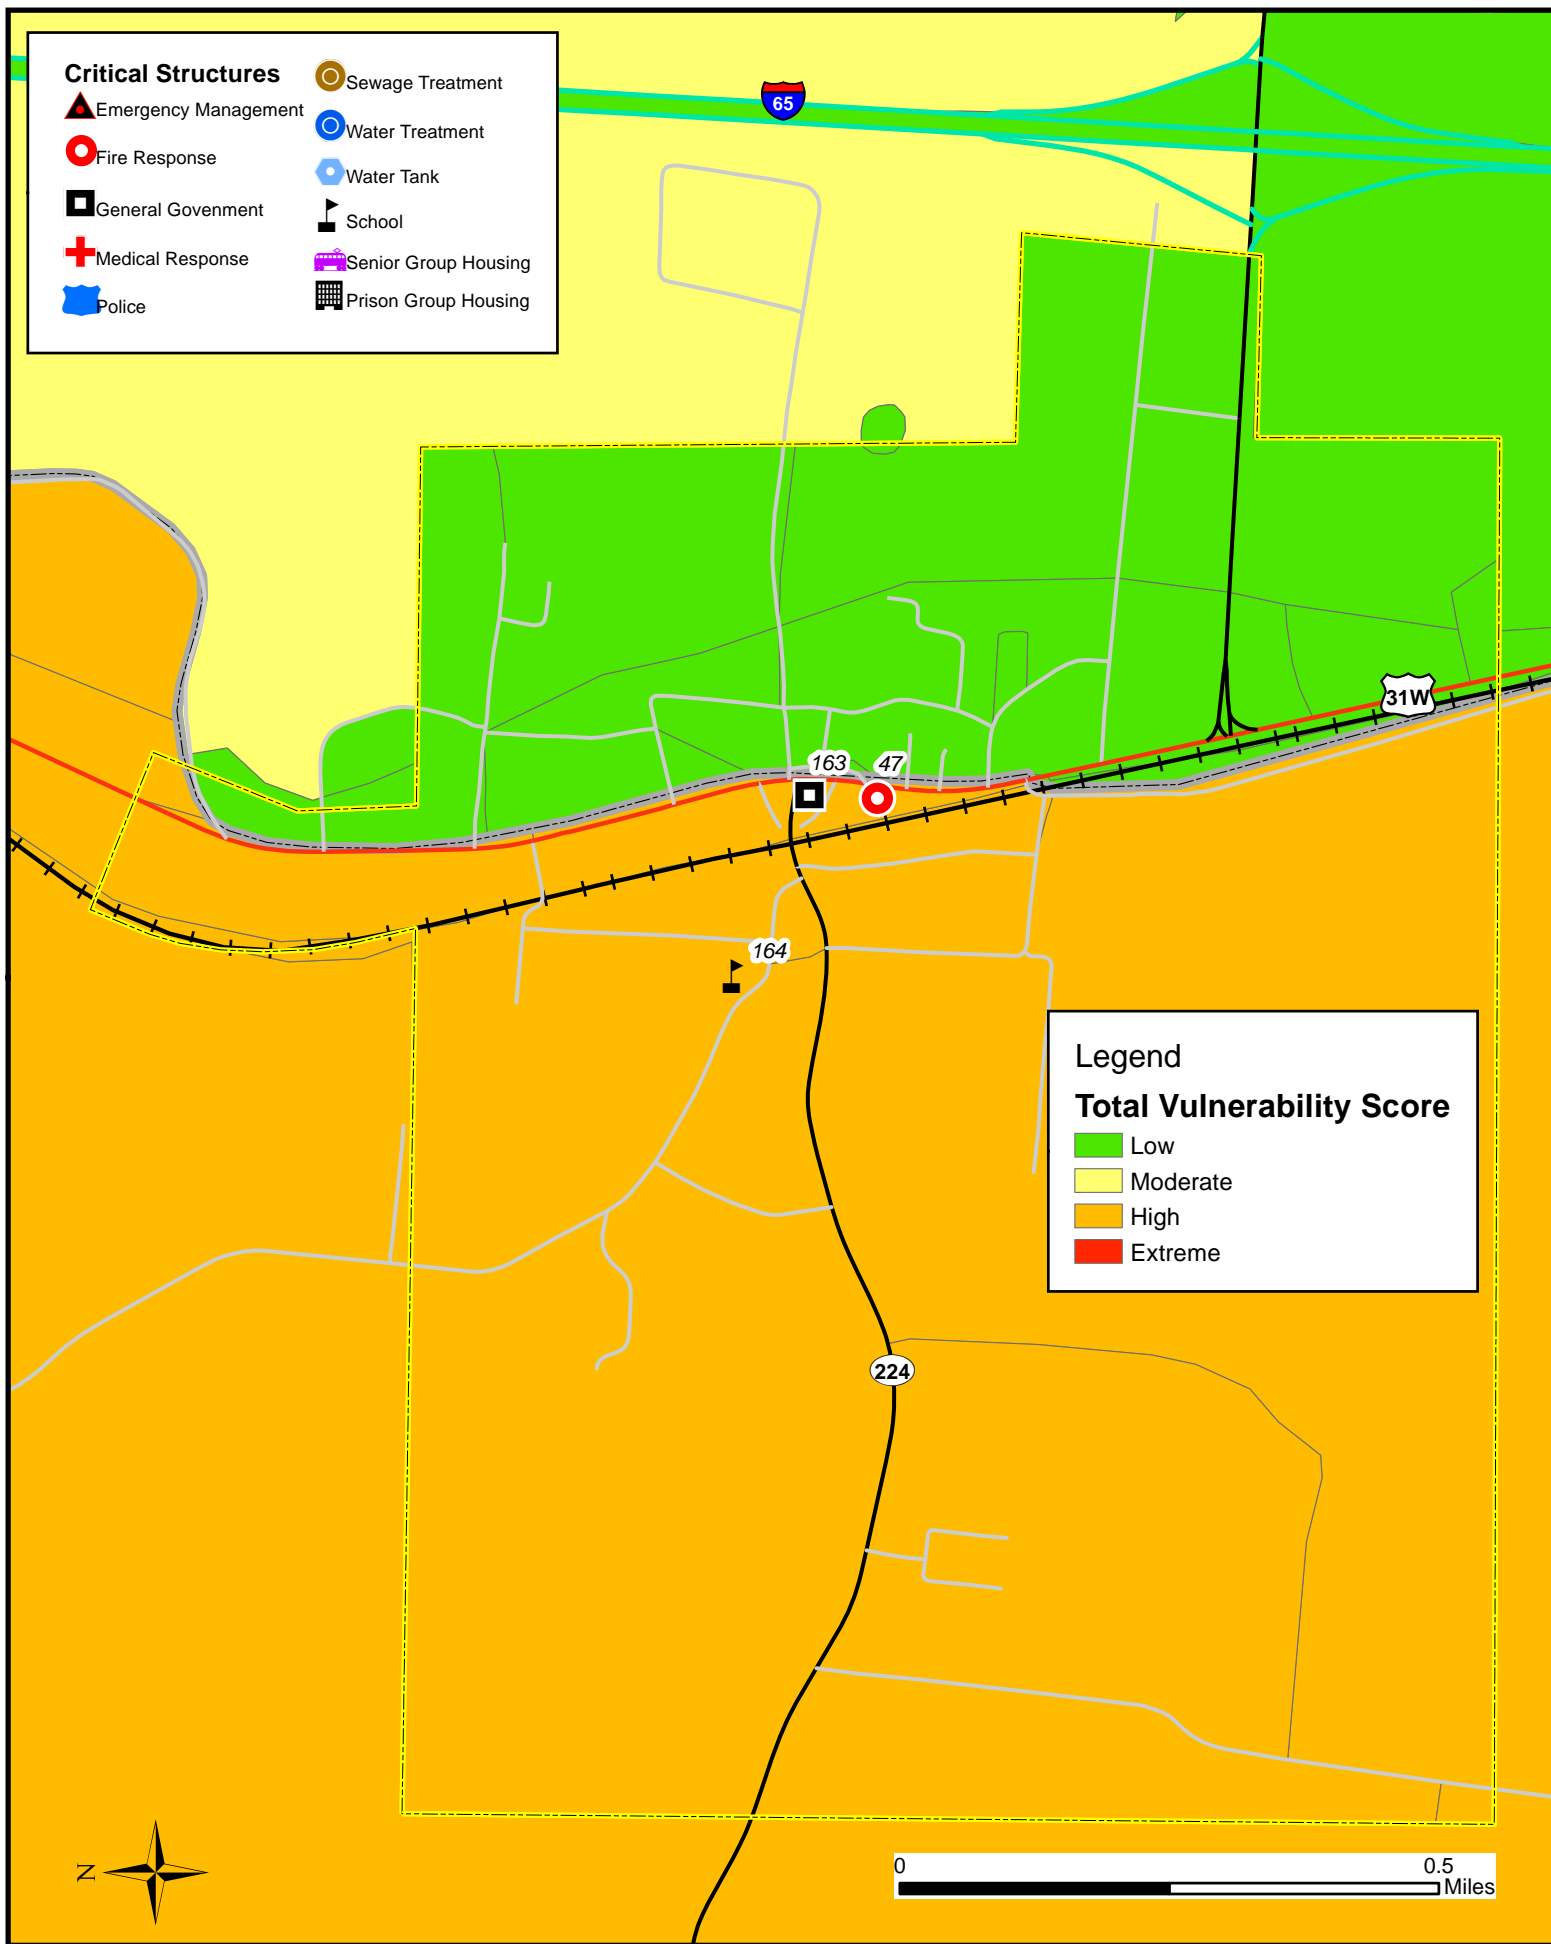 Critical Structures
Emergency Management
Fire Response
General Govenment
Medical Response
Police
Sewage Treatment
Water Treatment
Water Tank
School
Senior Group Housing
Prison Group Housing
65
31W
163
47
164
Legend
Total Vulnerability Score
Low
Moderate
High
Extreme
224
N
0
0.5
Miles